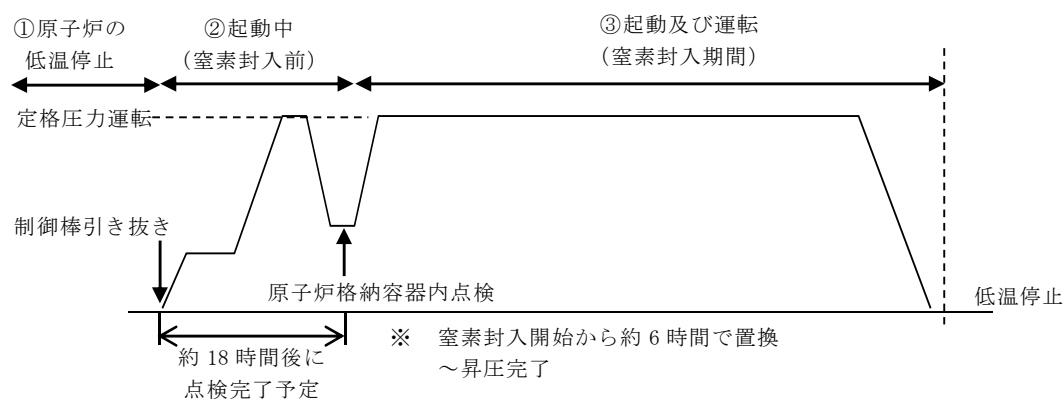 ①原子炉の
低温停止
②起動中
(窒素封入前)
③起動及び運転
(窒素封入期間)
定格圧力運転
制御棒引き抜き
原子炉格納容器内点検
低温停止
約 18 時間後に
点検完了予定
※ 窒素封入開始から約 6 時間で置換
～昇圧完了